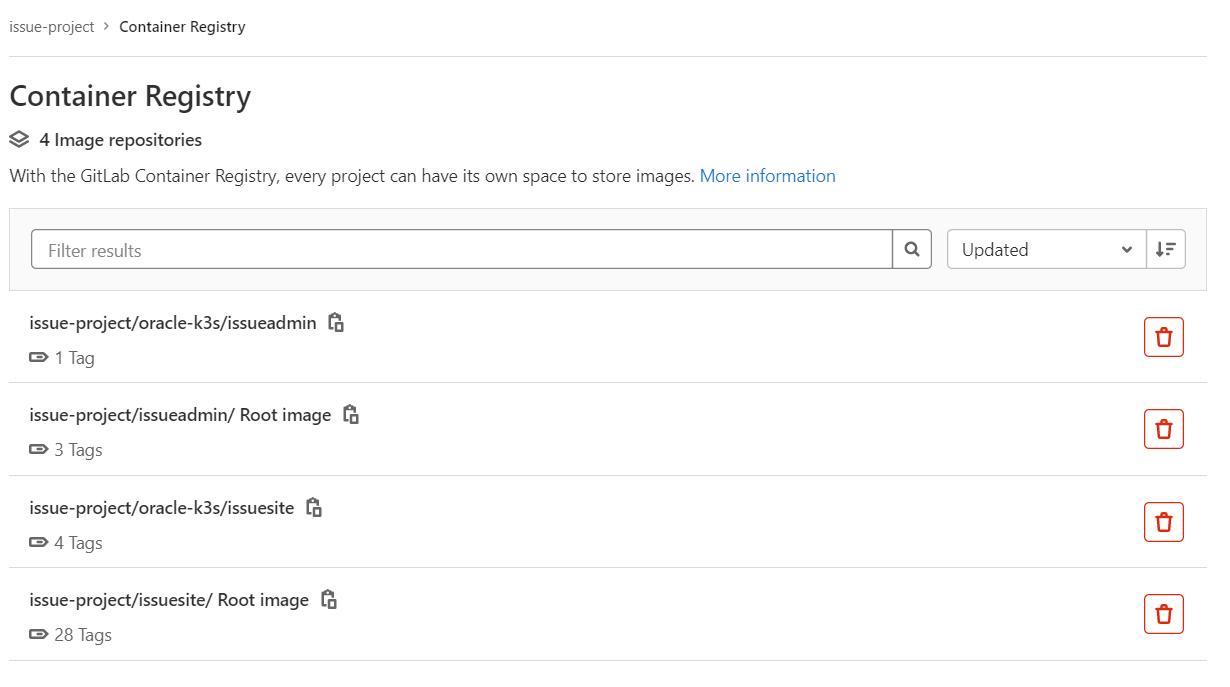 issue-project > Container Registry
Container Registry
4 Image repositories
With the GitLab Container Registry, every project can have its own space to store images. More information
Filter results
Updated
issue-project/oracle-k3s/issueadmin
1 Tag
issue-project/issueadmin/ Root image
3 Tags
issue-project/oracle-k3s/issuesite
4 Tags
issue-project/issuesite/ Root image
28 Tags